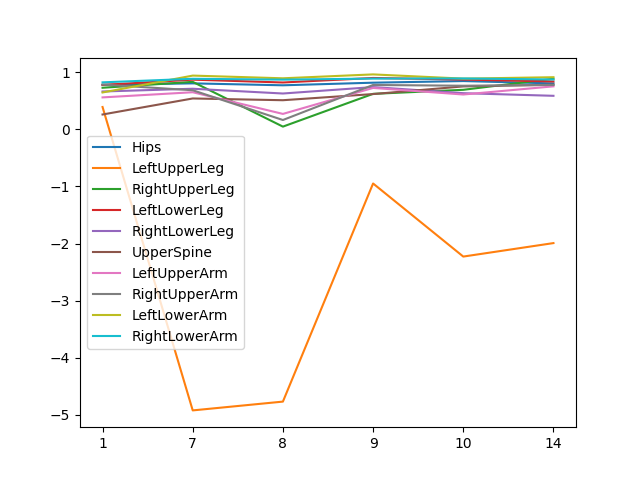 1
0
−1
−2
−3
−4
−5
Hips
LeftUpperLeg
RightUpperLeg
LeftLowerLeg
RightLowerLeg
UpperSpine
LeftUpperArm
RightUpperArm
LeftLowerArm
RightLowerArm
1 7 8 9 10 14